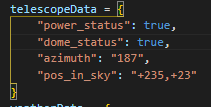 telescopeData = {
"power_status": true,
"dome_status": true,
"azimuth": "187",
"pos_in_sky": "+235,+23"
}